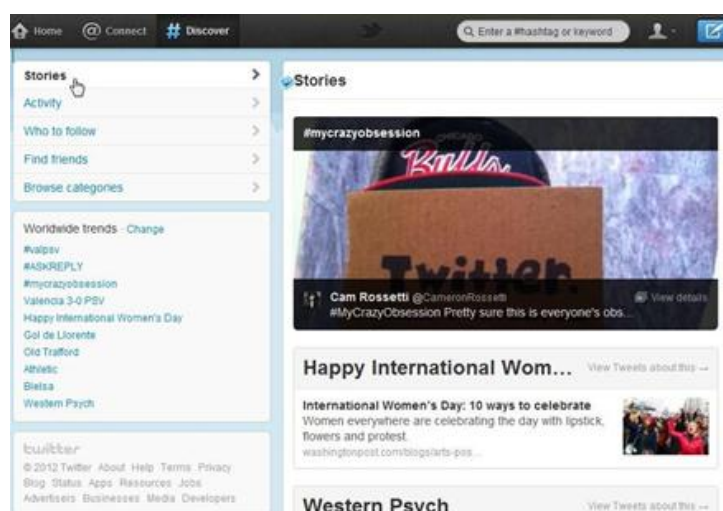 Home @ Connect # Discover
Enter a #hashtag or keyword
Stories
Activity
Who to follow
Find friends
Browse categories
Worldwide trends · Change
#valpsv
#ASKREPLY
#mycrazyobsession
Valencia 3-0 PSV
Happy International Women's Day
Gol de Llorente
Old Trafford
Athletic
Bielsa
Western Psych
twitter
© 2012 Twitter About Help Terms Privacy
Blog Status Apps Resources Jobs
Advertisers Businesses Media Developers
Stories
#mycrazyobsession
CHICAGO
Bulls
Twitter.
Cam Rossetti @CameronRossetti
View details
#MyCrazyObsession Pretty sure this is everyone's obs...
Happy International Wom...
View Tweets about this →
International Women's Day: 10 ways to celebrate
Women everywhere are celebrating the day with lipstick,
flowers and protest.
washingtonpost.com/blogs/arts-pos...
Western Psych
View Tweets about this →